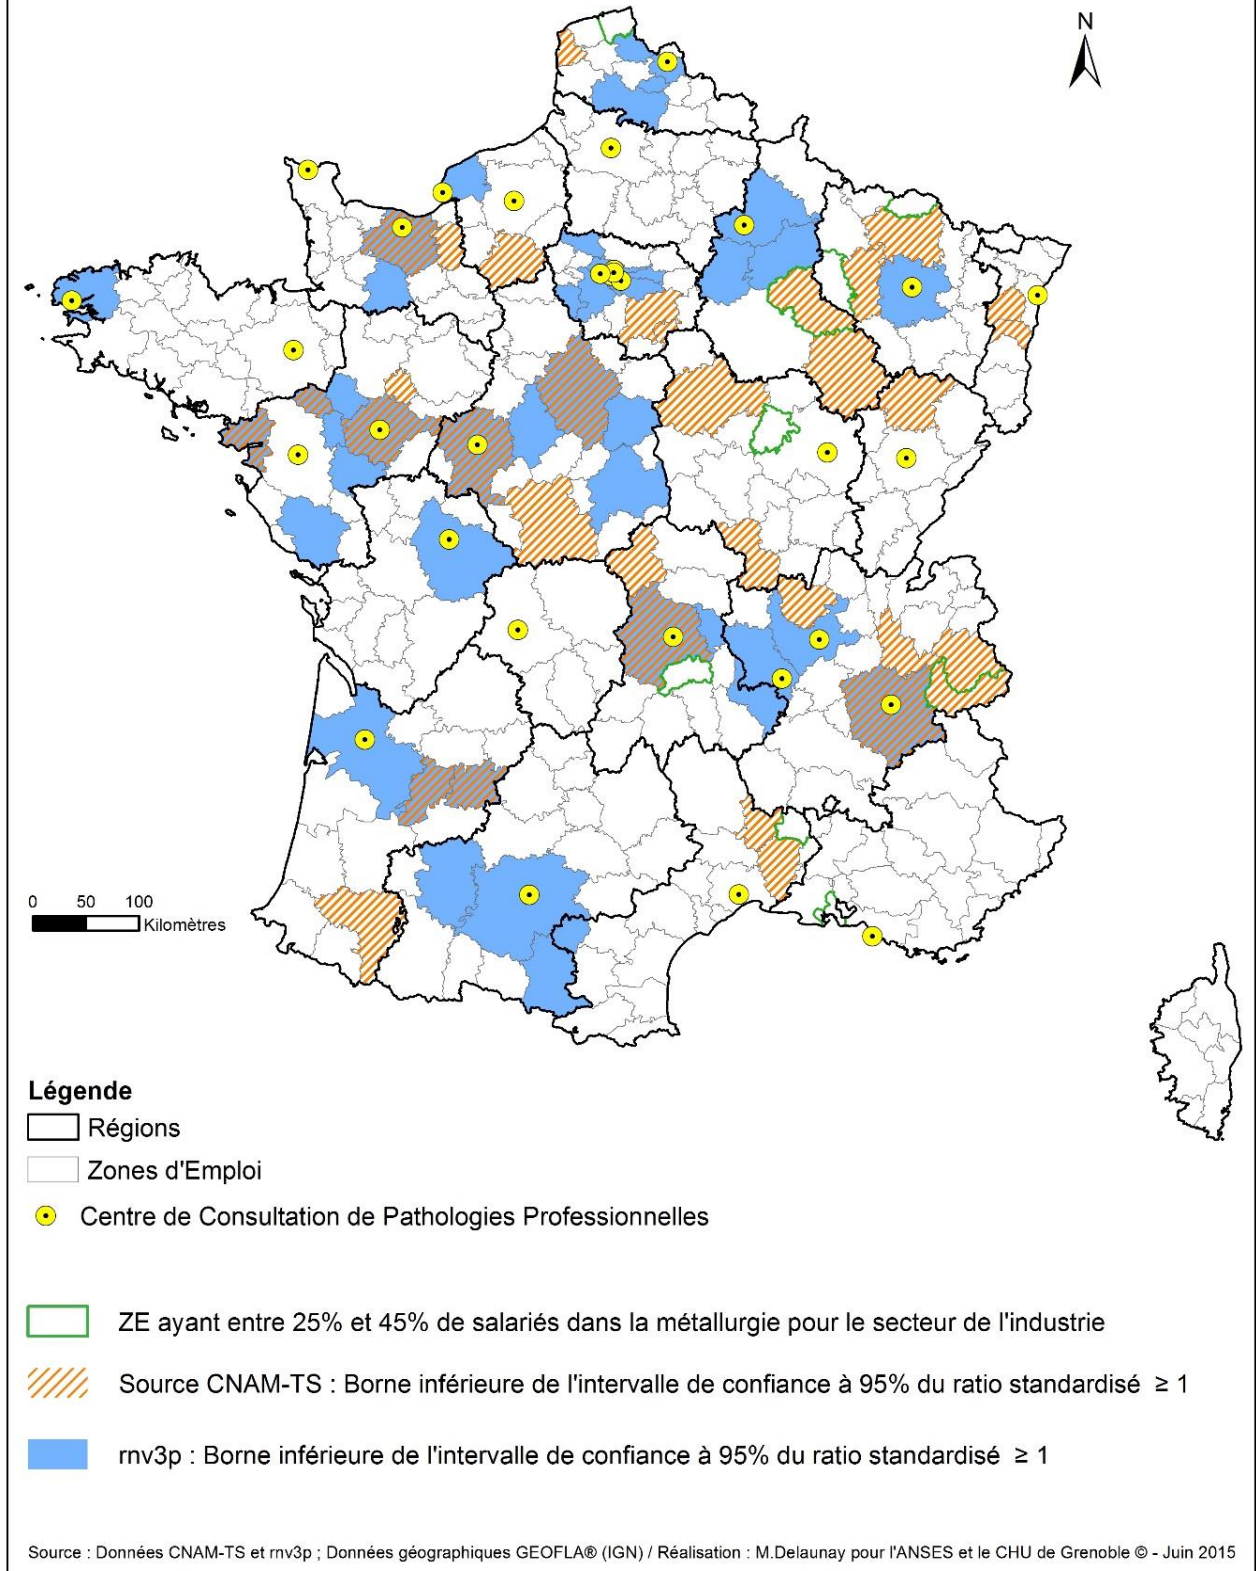 N
0 50 100
Kilomètres
Légende
Régions
Zones d'Emploi
Centre de Consultation de Pathologies Professionnelles
ZE ayant entre 25% et 45% de salariés dans la métallurgie pour le secteur de l'industrie
Source CNAM-TS : Borne inférieure de l'intervalle de confiance à 95% du ratio standardisé ≥ 1
rnv3p : Borne inférieure de l'intervalle de confiance à 95% du ratio standardisé ≥ 1
Source : Données CNAM-TS et rnv3p ; Données géographiques GEOFLA® (IGN) / Réalisation : M.Delaunay pour l'ANSES et le CHU de Grenoble © - Juin 2015